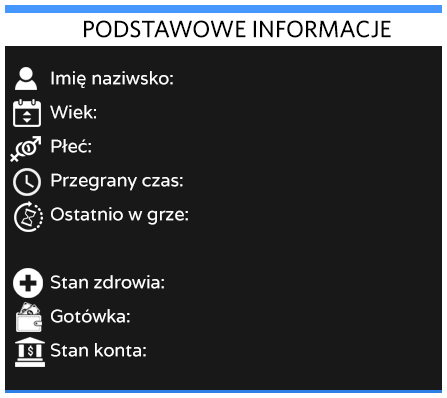 PODSTAWOWE INFORMACJE
Imię naziwsko:
Wiek:
Płeć:
Przegrany czas:
Ostatnio w grze:
Stan zdrowia:
Gotówka:
Stan konta: